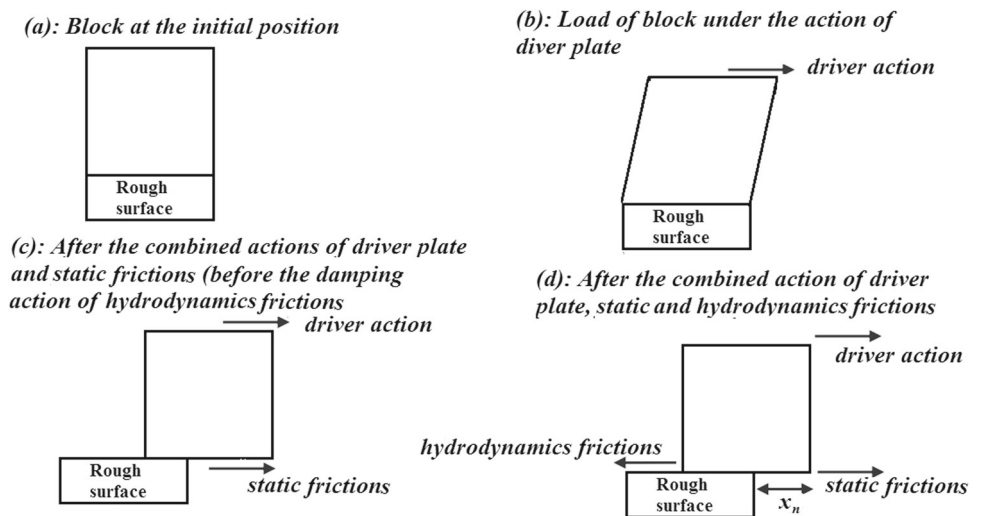 (a): Block at the initial position
Rough
surface
(b): Load of block under the action of
diver plate
driver action
Rough
surface
(c): After the combined actions of driver plate
and static frictions (before the damping
action of hydrodynamics frictions
driver action
Rough
surface
static frictions
(d): After the combined action of driver
plate, static and hydrodynamics frictions
driver action
hydrodynamics frictions
Rough
surface
xₙ
static frictions